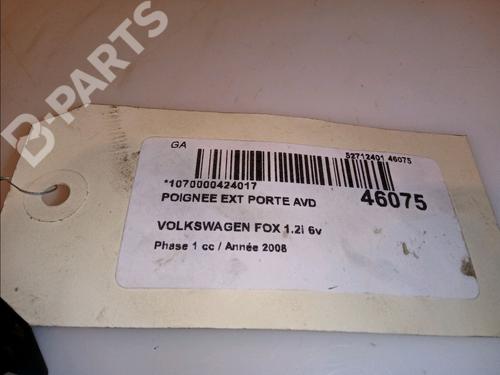 B-PARTS
GA
52712401 46075
*1070000424017
POIGNEE EXT PORTE AVD
46075
VOLKSWAGEN FOX 1.2i 6v
Phase 1 cc / Année 2008